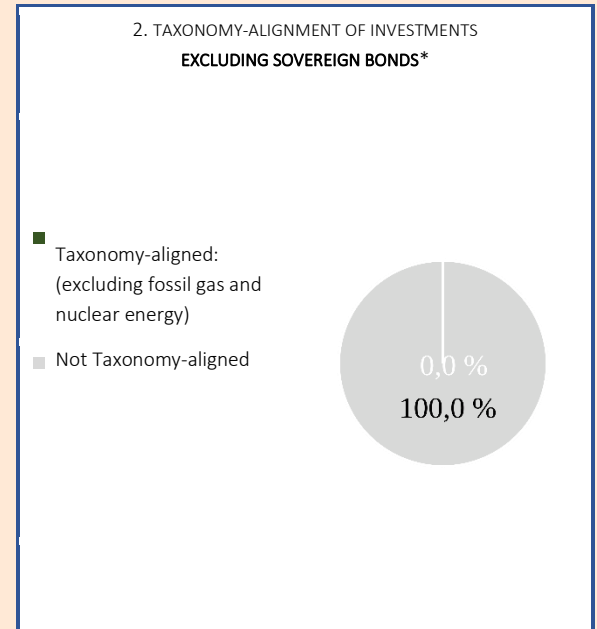 2. TAXONOMY-ALIGNMENT OF INVESTMENTS
EXCLUDING SOVEREIGN BONDS*
Taxonomy-aligned:
(excluding fossil gas and
nuclear energy)
Not Taxonomy-aligned
0,0 %
100,0 %